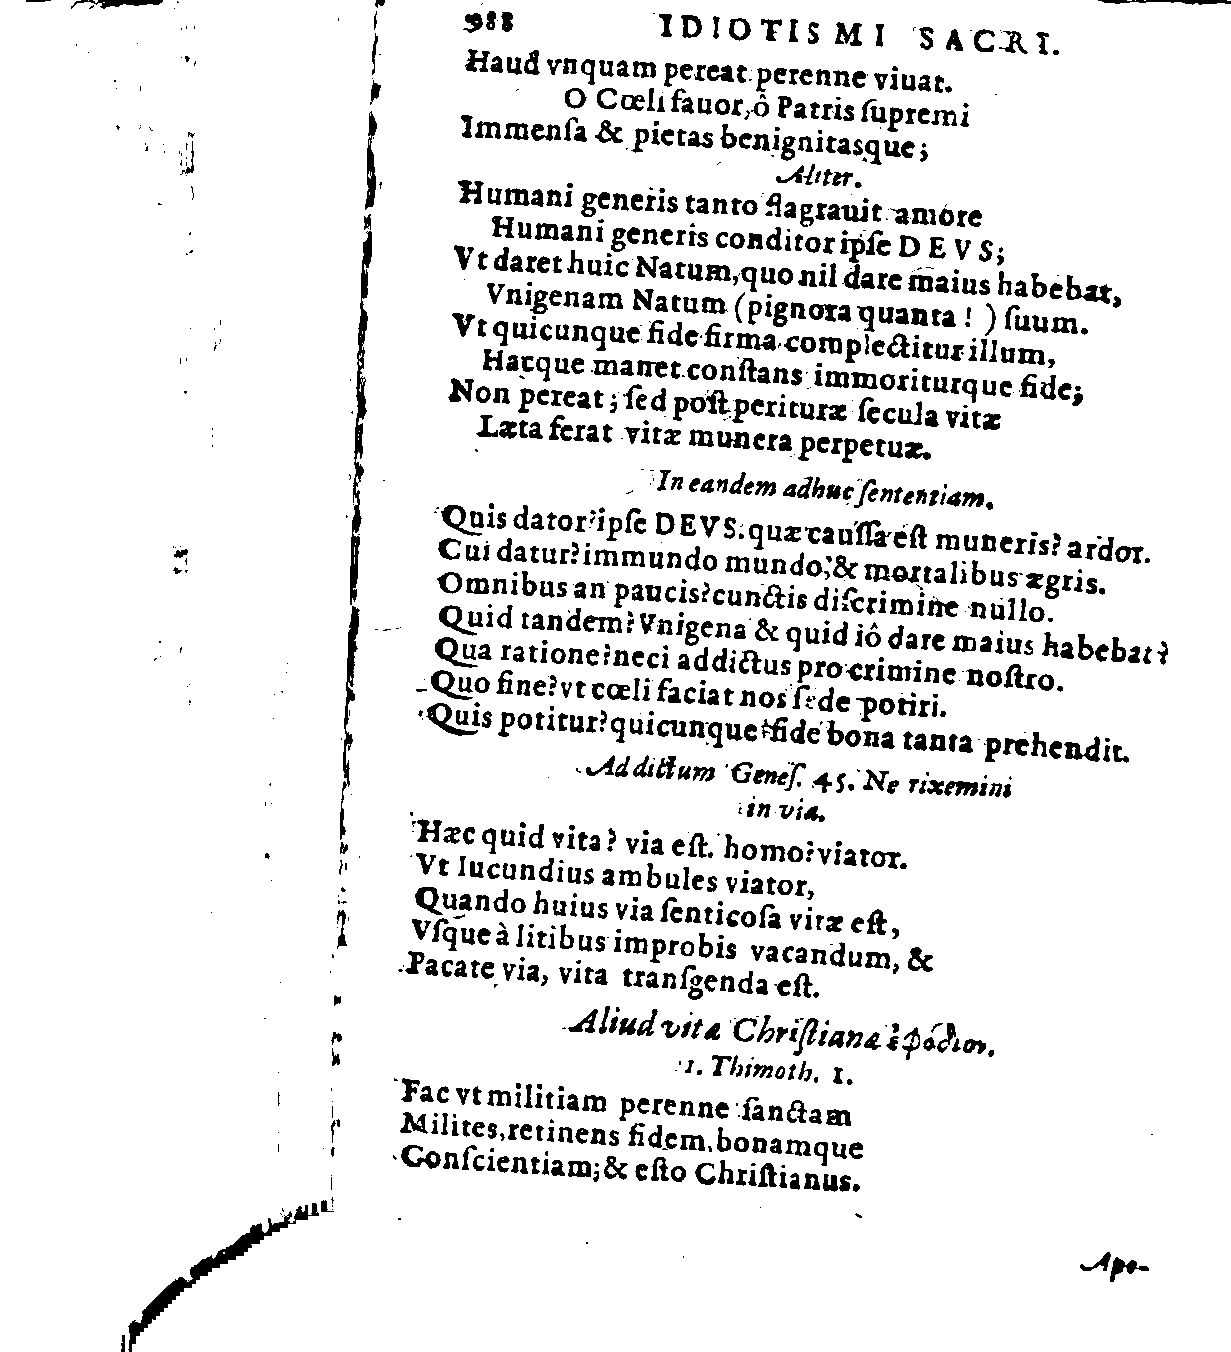 988 IDIOTISMI SACRI.
Haud vnquam pereat perenne viuat.
O Cœli fauor, ô Patris ſupremi
Immenſa & pietas benignitasque;
Aliter.
Humani generis tanto flagrauit amore
Humani generis conditor ipſe DEVS;
Vt daret huic Natum, quo nil dare maius habebat,
Vnigenam Natum (pignora quanta! ) ſuum.
Vt quicunque fide firma complectitur illum,
Hacque manet conſtans immoriturque fide;
Non pereat; ſed poſt perituræ ſecula vitæ
Læta ferat vitæ munera perpetuæ.
In eandem adhuc ſententiam.
Quis dator? ipſe DEVS. quæ cauſſa eſt muneris? ardor.
Cui datur? immundo mundo, & mortalibus ægris.
Omnibus an paucis? cunctis diſcrimine nullo.
Quid tandem? Vnigena & quid iô dare maius habebat?
Qua ratione? neci addictus pro crimine noſtro.
Quo fine? vt cœli faciat nos ſede potiri.
Quis potitur? quicunque fide bona tanta prehendit.
Ad dictum Geneſ. 45. Ne rixemini
in via.
Hæc quid vita? via eſt. homo? viator.
Vt Iucundius ambules viator,
Quando huius via ſenticoſa vitæ eſt,
Vſque à litibus improbis vacandum, &
Pacate via, vita tranſgenda eſt.
Aliud vitæ Chriſtianæ ἐφόδιον.
1. Thimoth. 1.
Fac vt militiam perenne ſanctam
Milites, retinens fidem, bonamque
Conſcientiam; & eſto Chriſtianus.
Apo-